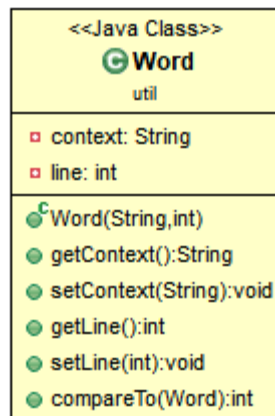 <<Java Class>>
C Word
util
context: String
line: int
C Word(String,int)
getContext():String
setContext(String):void
getLine():int
setLine(int):void
compareTo(Word):int